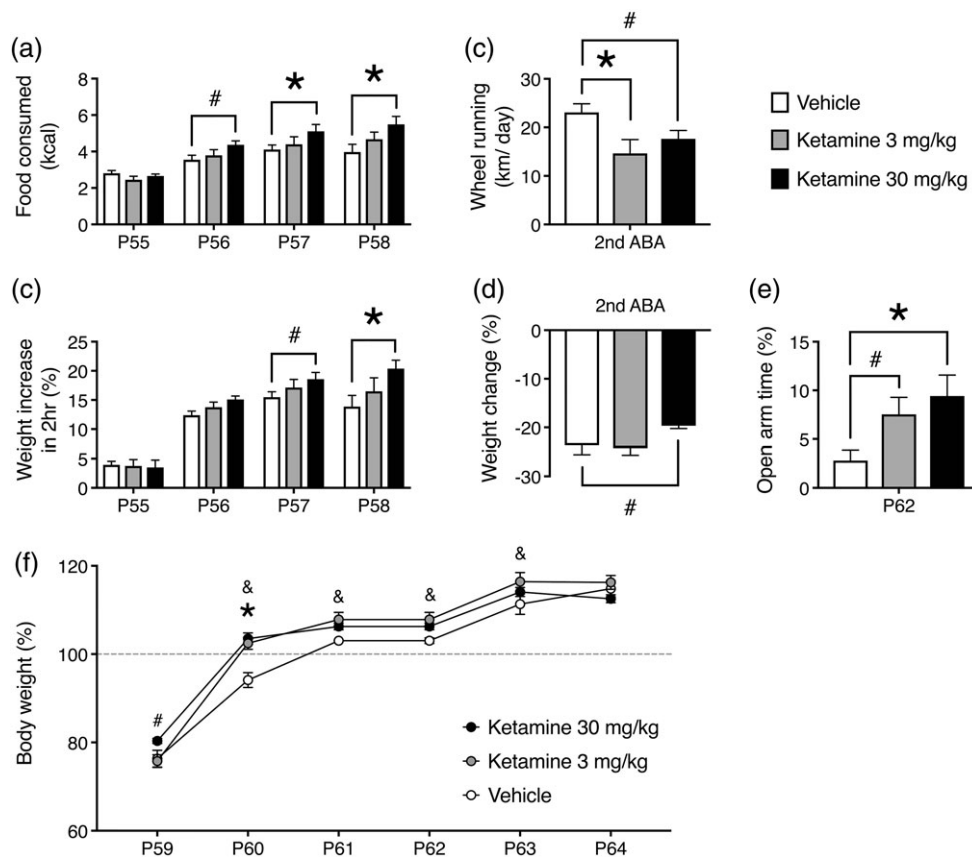 (a)
Food consumed
(kcal)
8
6
4
2
0
#
*
*
P55
P56
P57
P58
(c)
Wheel running
(km/ day)
30
20
10
0
#
*
2nd ABA
Vehicle
Ketamine 3 mg/kg
Ketamine 30 mg/kg
(c)
Weight increase
in 2hr (%)
25
20
15
10
5
0
#
*
P55
P56
P57
P58
(d)
2nd ABA
Weight change (%)
0
-10
-20
-30
#
(e)
Open arm time (%)
15
10
5
0
#
*
P62
(f)
Body weight (%)
120
100
80
60
#
&
*
&
&
&
Ketamine 30 mg/kg
Ketamine 3 mg/kg
Vehicle
P59
P60
P61
P62
P63
P64